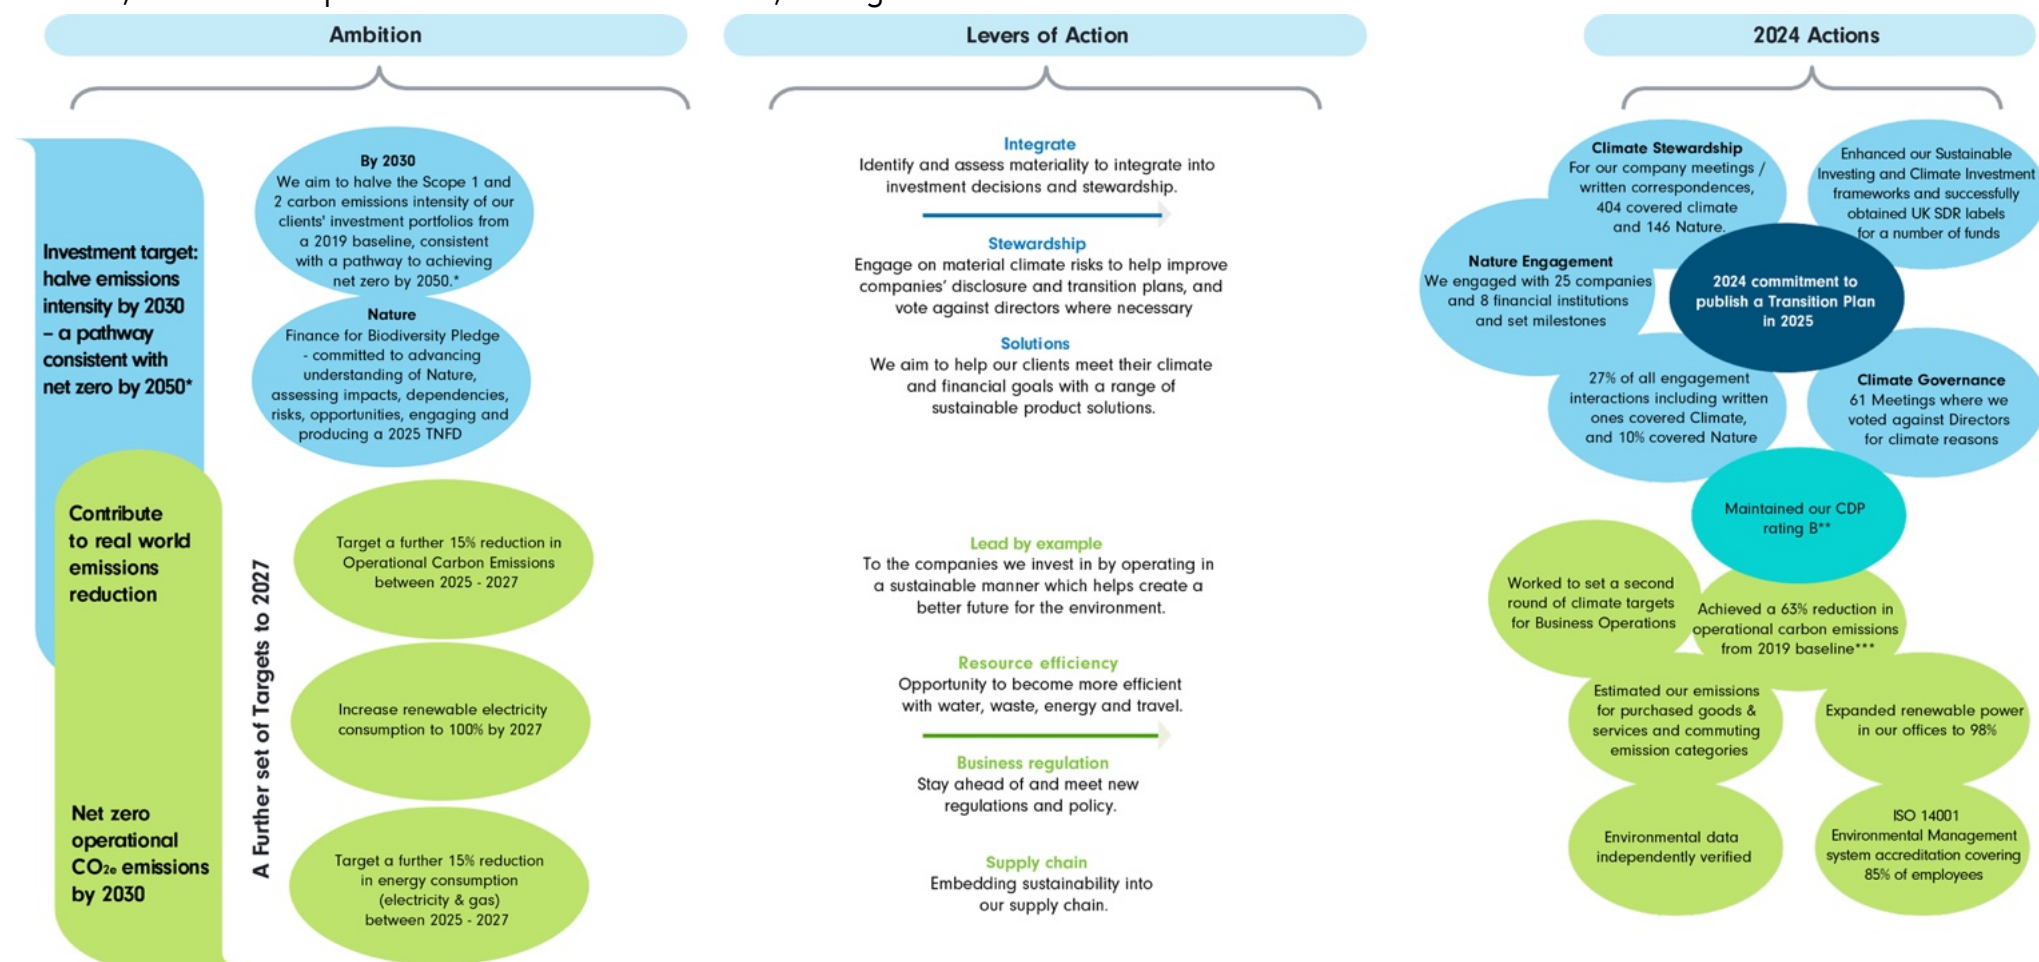 Ambition
Levers of Action
2024 Actions
Investment target:
halve emissions
intensity by 2030
– a pathway
consistent with
net zero by 2050*
Contribute
to real world
emissions
reduction
Net zero
operational
CO2e emissions
by 2030
By 2030
We aim to halve the Scope 1 and
2 carbon emissions intensity of our
clients' investment portfolios from
a 2019 baseline, consistent
with a pathway to achieving
net zero by 2050.*
Nature
Finance for Biodiversity Pledge
- committed to advancing
understanding of Nature,
assessing impacts, dependencies,
risks, opportunities, engaging and
producing a 2025 TNFD
A Further set of Targets to 2027
Target a further 15% reduction in
Operational Carbon Emissions
between 2025 - 2027
Increase renewable electricity
consumption to 100% by 2027
Target a further 15% reduction
in energy consumption
(electricity & gas)
between 2025 - 2027
Integrate
Identify and assess materiality to integrate into
investment decisions and stewardship.
Stewardship
Engage on material climate risks to help improve
companies' disclosure and transition plans, and
vote against directors where necessary
Solutions
We aim to help our clients meet their climate
and financial goals with a range of
sustainable product solutions.
Lead by example
To the companies we invest in by operating in
a sustainable manner which helps create a
better future for the environment.
Resource efficiency
Opportunity to become more efficient
with water, waste, energy and travel.
Business regulation
Stay ahead of and meet new
regulations and policy.
Supply chain
Embedding sustainability into
our supply chain.
Climate Stewardship
For our company meetings /
written correspondences,
404 covered climate
and 146 Nature.
Enhanced our Sustainable
Investing and Climate Investment
frameworks and successfully
obtained UK SDR labels
for a number of funds
Nature Engagement
We engaged with 25 companies
and 8 financial institutions
and set milestones
2024 commitment to
publish a Transition Plan
in 2025
27% of all engagement
interactions including written
ones covered Climate,
and 10% covered Nature
Climate Governance
61 Meetings where we
voted against Directors
for climate reasons
Maintained our CDP
rating B**
Worked to set a second
round of climate targets
for Business Operations
Achieved a 63% reduction in
operational carbon emissions
from 2019 baseline***
Estimated our emissions
for purchased goods &
services and commuting
emission categories
Expanded renewable power
in our offices to 98%
Environmental data
independently verified
ISO 14001
Environmental Management
system accreditation covering
85% of employees